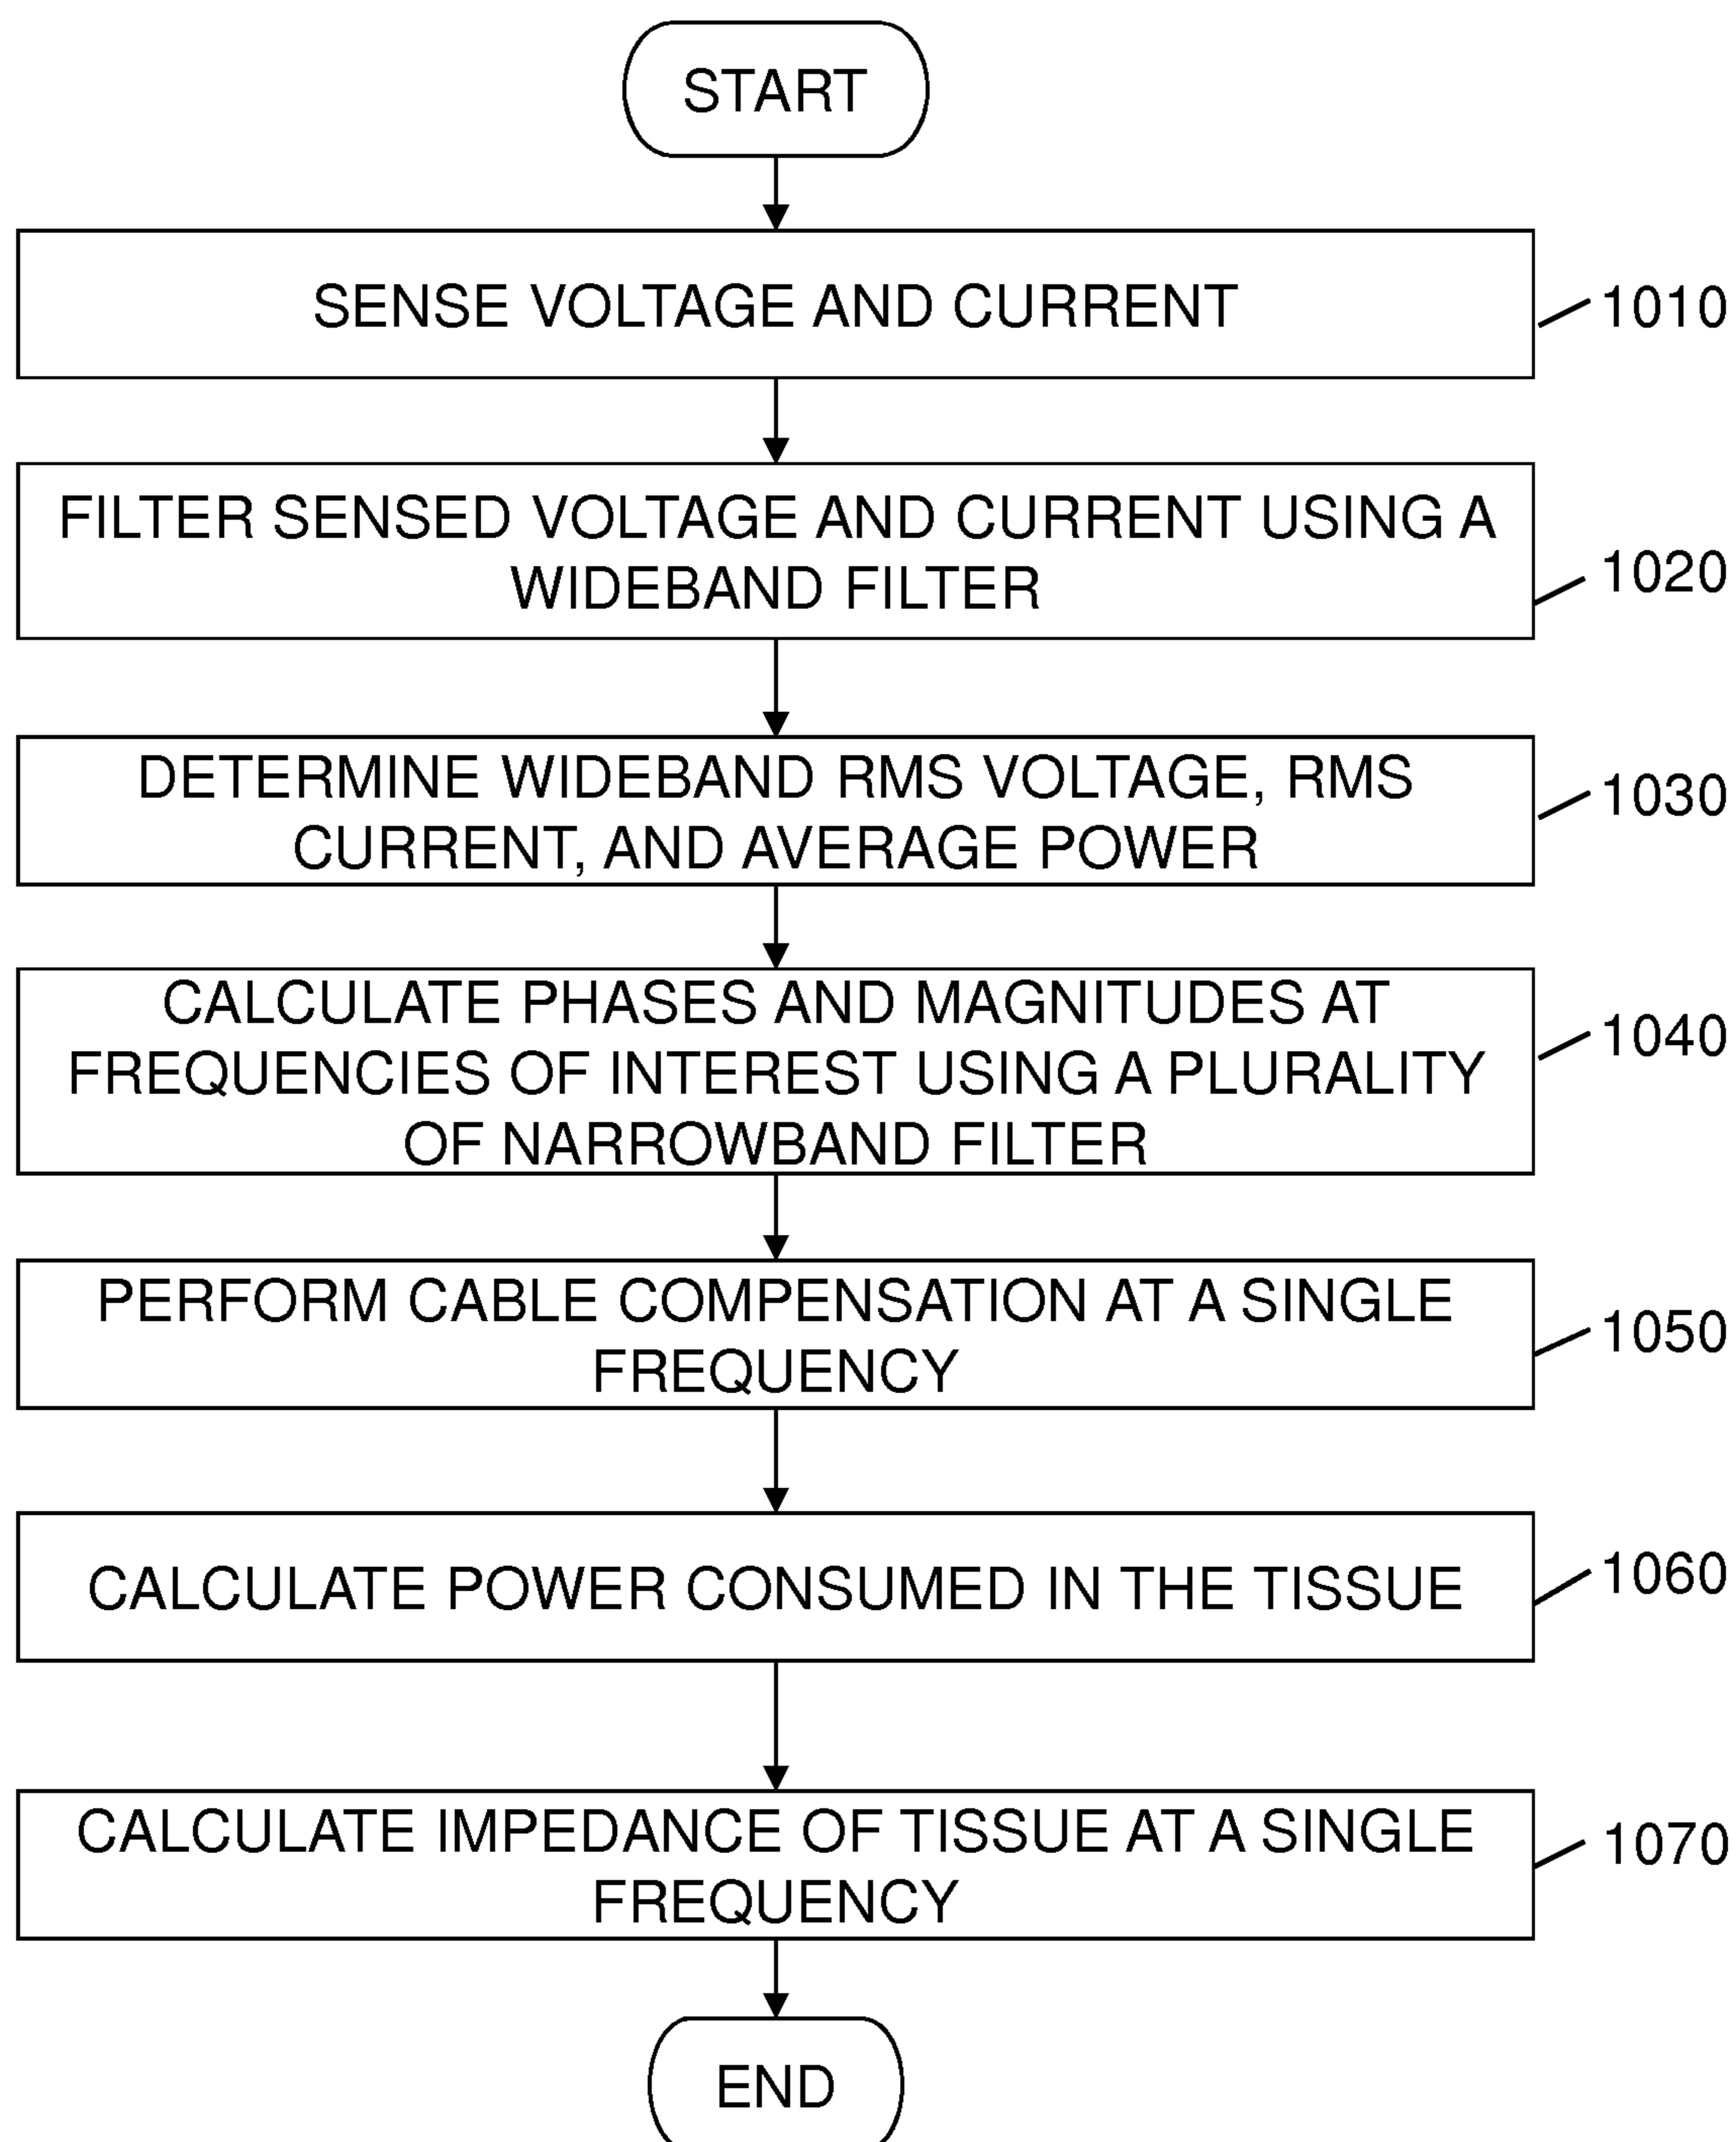 START
SENSE VOLTAGE AND CURRENT
1010
FILTER SENSED VOLTAGE AND CURRENT USING A
WIDEBAND FILTER
1020
DETERMINE WIDEBAND RMS VOLTAGE, RMS
CURRENT, AND AVERAGE POWER
1030
CALCULATE PHASES AND MAGNITUDES AT
FREQUENCIES OF INTEREST USING A PLURALITY
OF NARROWBAND FILTER
1040
PERFORM CABLE COMPENSATION AT A SINGLE
FREQUENCY
1050
CALCULATE POWER CONSUMED IN THE TISSUE
1060
CALCULATE IMPEDANCE OF TISSUE AT A SINGLE
FREQUENCY
1070
END